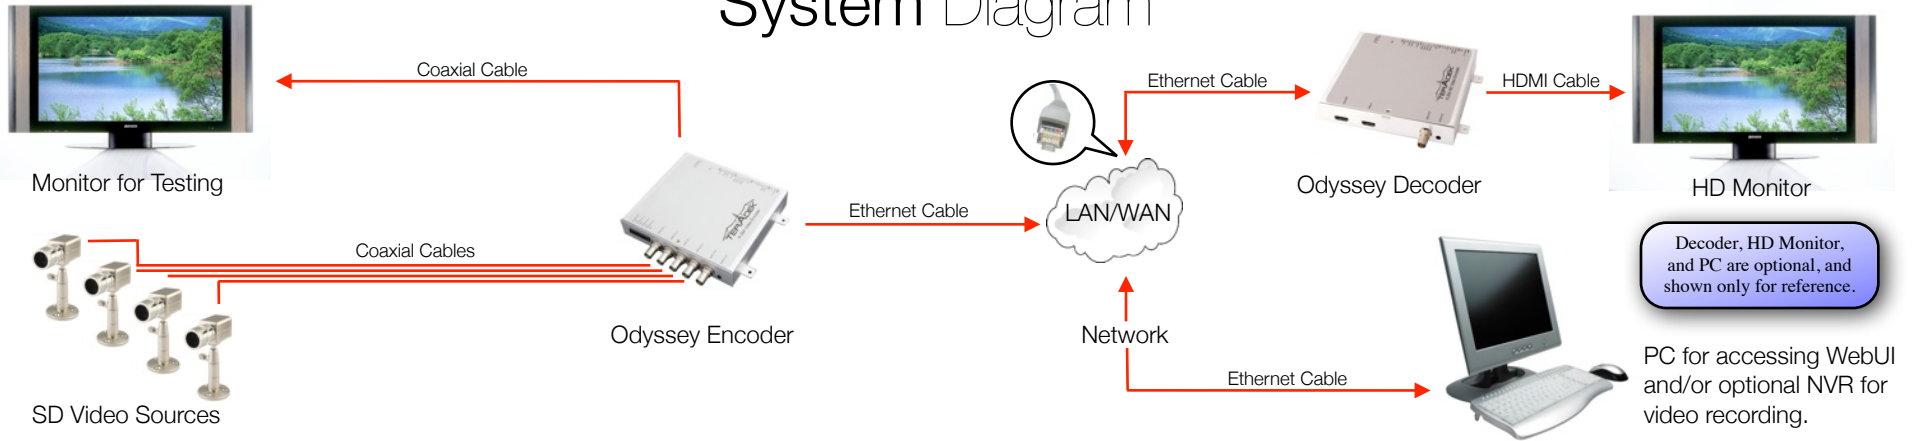 System Diagram
Coaxial Cable
Monitor for Testing
Coaxial Cables
SD Video Sources
TERADEK
Odyssey Encoder
Ethernet Cable
LAN/WAN
Network
Ethernet Cable
TERADEK
Odyssey Decoder
HDMI Cable
HD Monitor
Decoder, HD Monitor,
and PC are optional, and
shown only for reference.
Ethernet Cable
PC for accessing WebUI
and/or optional NVR for
video recording.